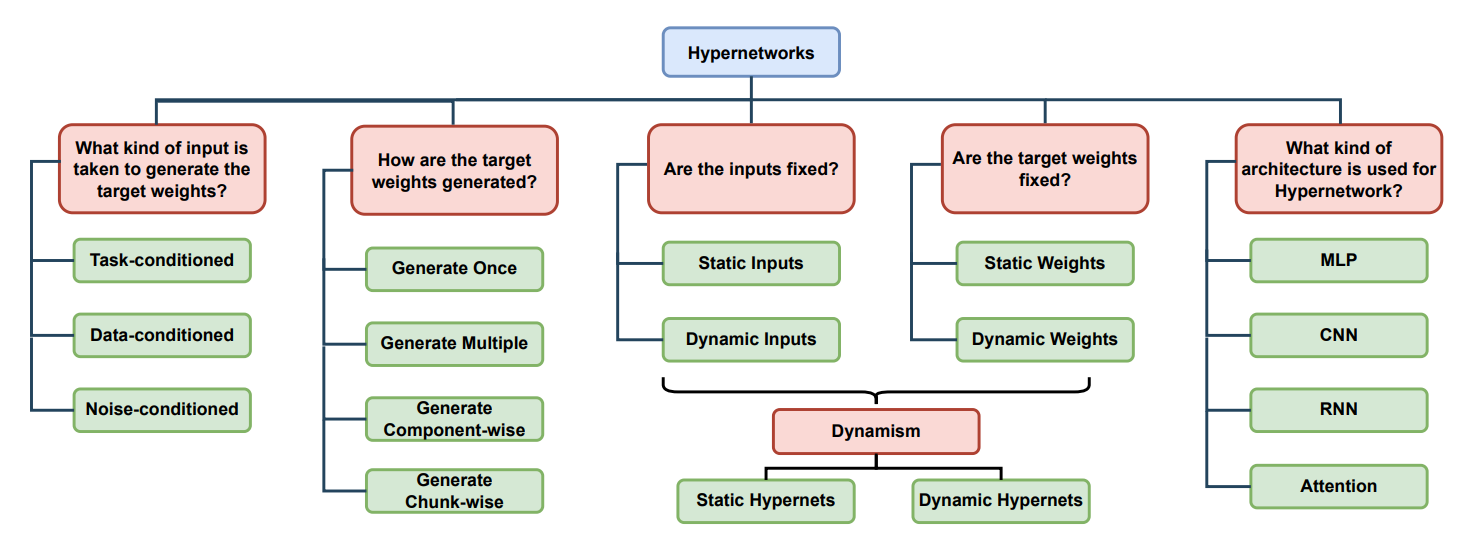 Hypernetworks
What kind of input is
taken to generate the
target weights?
Task-conditioned
Data-conditioned
Noise-conditioned
How are the target
weights generated?
Generate Once
Generate Multiple
Generate
Component-wise
Generate
Chunk-wise
Are the inputs fixed?
Static Inputs
Dynamic Inputs
Are the target weights
fixed?
Static Weights
Dynamic Weights
Dynamism
Static Hypernets
Dynamic Hypernets
What kind of
architecture is used for
Hypernetwork?
MLP
CNN
RNN
Attention